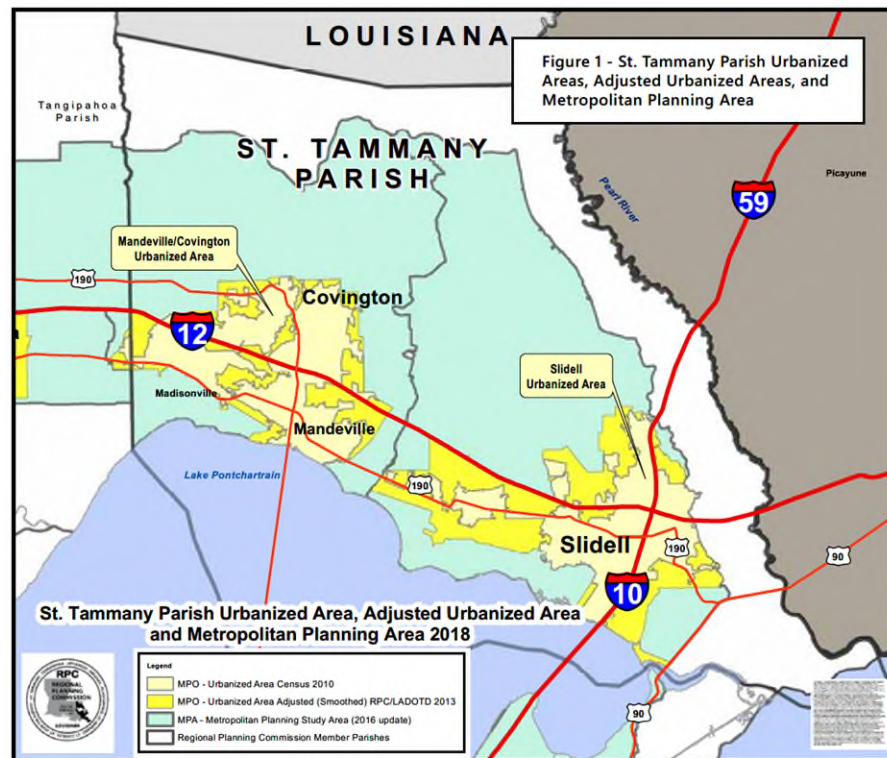 LOUISIANA
Figure 1 - St. Tammany Parish Urbanized
Areas, Adjusted Urbanized Areas, and
Metropolitan Planning Area
Tangipahoa
Parish
ST. TAMMANY
PARISH
Pearl River
Picayune
59
Mandeville/Covington
Urbanized Area
190
Covington
12
Slidell
Urbanized Area
Madisonville
Mandeville
Lake Pontchartrain
190
Slidell
190
90
10
St. Tammany Parish Urbanized Area, Adjusted Urbanized Area
and Metropolitan Planning Area 2018
RPC
REGIONAL
PLANNING
COMMISSION
LOUISIANA
Legend
MPO - Urbanized Area Census 2010
MPO - Urbanized Area Adjusted (Smoothed) RPC/LADOTD 2013
MPA - Metropolitan Planning Study Area (2016 update)
Regional Planning Commission Member Parishes
90